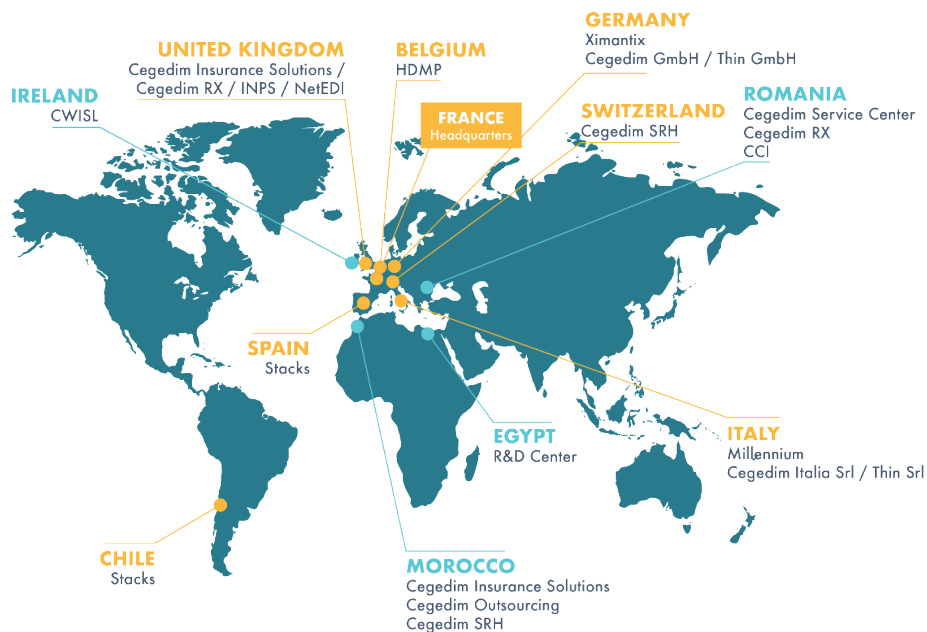 GERMANY
Ximantix
Cegedim GmbH / Thin GmbH
UNITED KINGDOM
Cegedim Insurance Solutions /
Cegedim RX / INPS / NetEDI
BELGIUM
HDMP
IRELAND
CWISL
FRANCE
Headquarters
SWITZERLAND
Cegedim SRH
ROMANIA
Cegedim Service Center
Cegedim RX
CCI
SPAIN
Stacks
EGYPT
R&D Center
ITALY
Millennium
Cegedim Italia Srl / Thin Srl
CHILE
Stacks
MOROCCO
Cegedim Insurance Solutions
Cegedim Outsourcing
Cegedim SRH